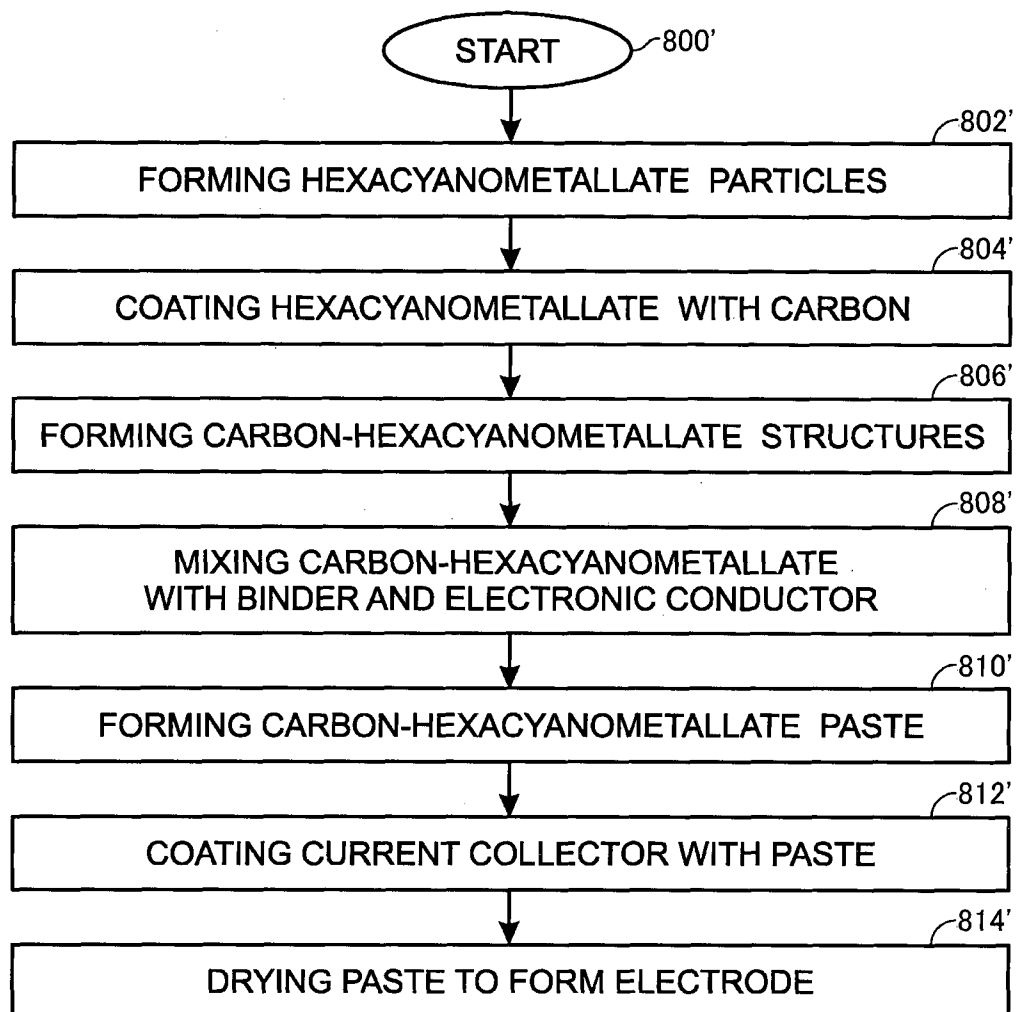 START
800'
802'
FORMING HEXACYANOMETALLATE PARTICLES
804'
COATING HEXACYANOMETALLATE WITH CARBON
806'
FORMING CARBON-HEXACYANOMETALLATE STRUCTURES
808'
MIXING CARBON-HEXACYANOMETALLATE
WITH BINDER AND ELECTRONIC CONDUCTOR
810'
FORMING CARBON-HEXACYANOMETALLATE PASTE
812'
COATING CURRENT COLLECTOR WITH PASTE
814'
DRYING PASTE TO FORM ELECTRODE